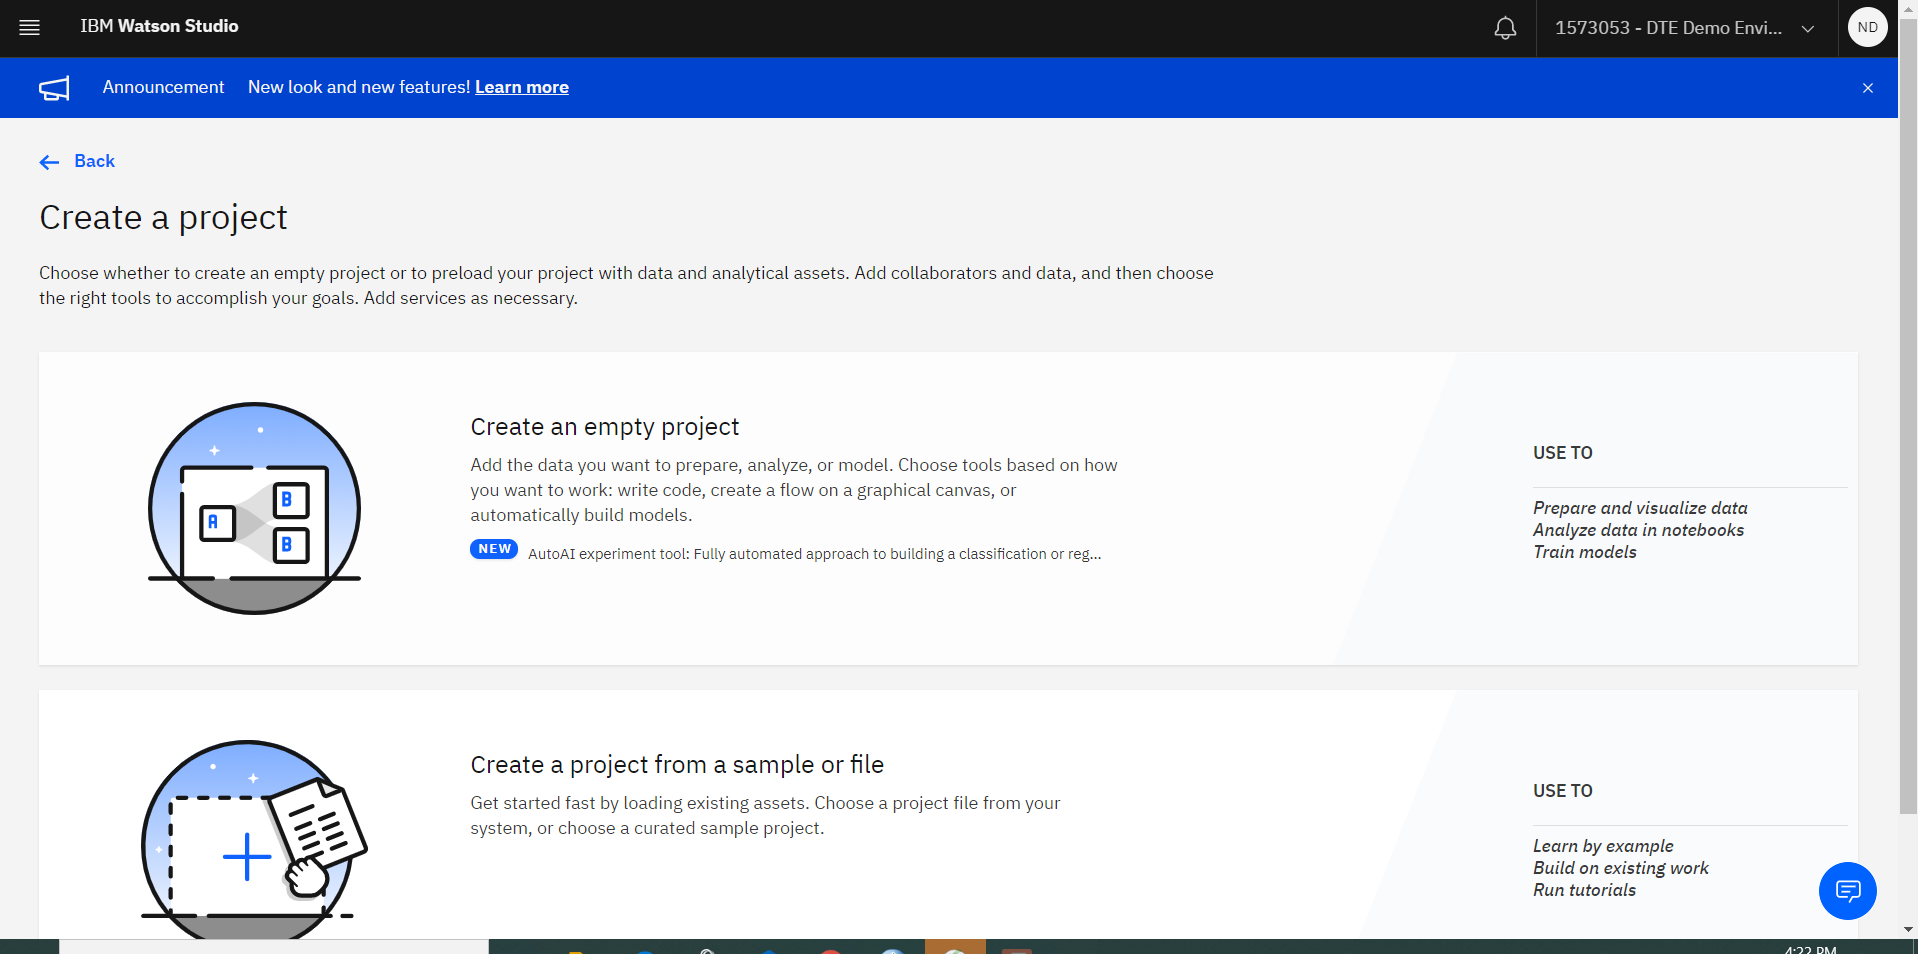 IBM Watson Studio
1573053 - DTE Demo Envi...
ND
Announcement New look and new features! Learn more
Back
Create a project
Choose whether to create an empty project or to preload your project with data and analytical assets. Add collaborators and data, and then choose
the right tools to accomplish your goals. Add services as necessary.
A
B
B
Create an empty project
Add the data you want to prepare, analyze, or model. Choose tools based on how
you want to work: write code, create a flow on a graphical canvas, or
automatically build models.
NEW AutoAI experiment tool: Fully automated approach to building a classification or reg...
USE TO
Prepare and visualize data
Analyze data in notebooks
Train models
Create a project from a sample or file
Get started fast by loading existing assets. Choose a project file from your
system, or choose a curated sample project.
USE TO
Learn by example
Build on existing work
Run tutorials
4:22 PM